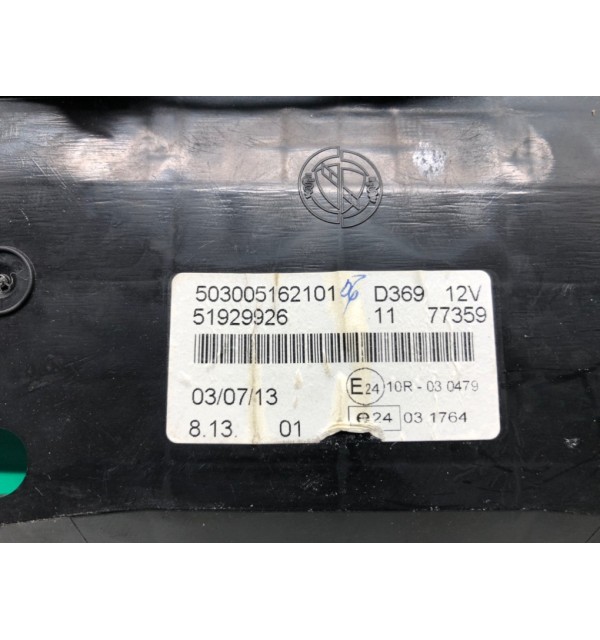 503005162101 D369 12V
51929926 11 77359
03/07/13 E24 10R - 03 0479
8.13. 01 e24 03 1764